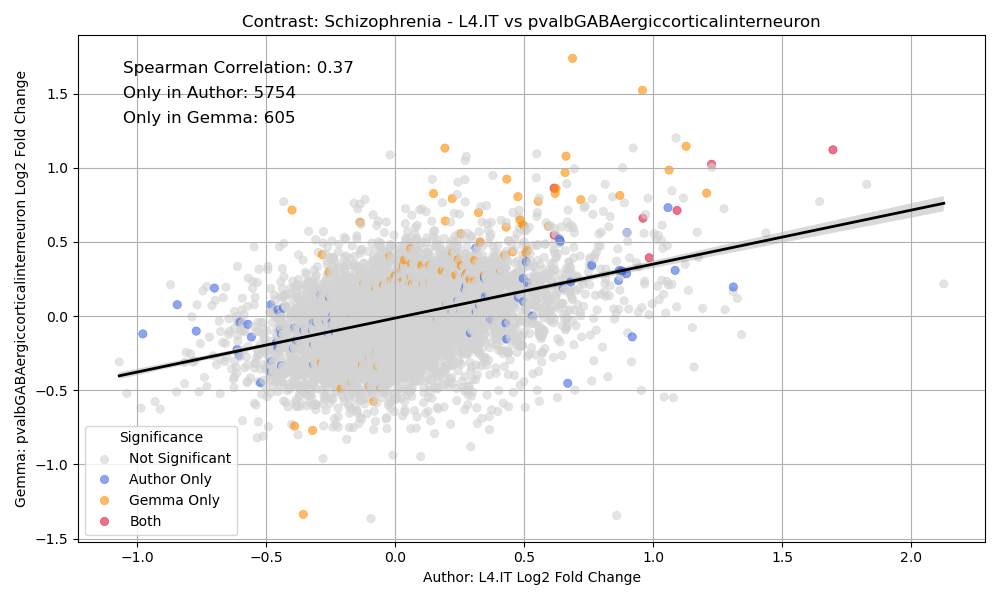 Contrast: Schizophrenia - L4.IT vs pvalbGABAergiccorticalinterneuron
Spearman Correlation: 0.37
Only in Author: 5754
Only in Gemma: 605
Gemma: pvalbGABAergiccorticalinterneuron Log2 Fold Change
1.5
1.0
0.5
0.0
−0.5
−1.0
−1.5
Significance
Not Significant
Author Only
Gemma Only
Both
−1.0
−0.5
0.0
0.5
1.0
1.5
2.0
Author: L4.IT Log2 Fold Change